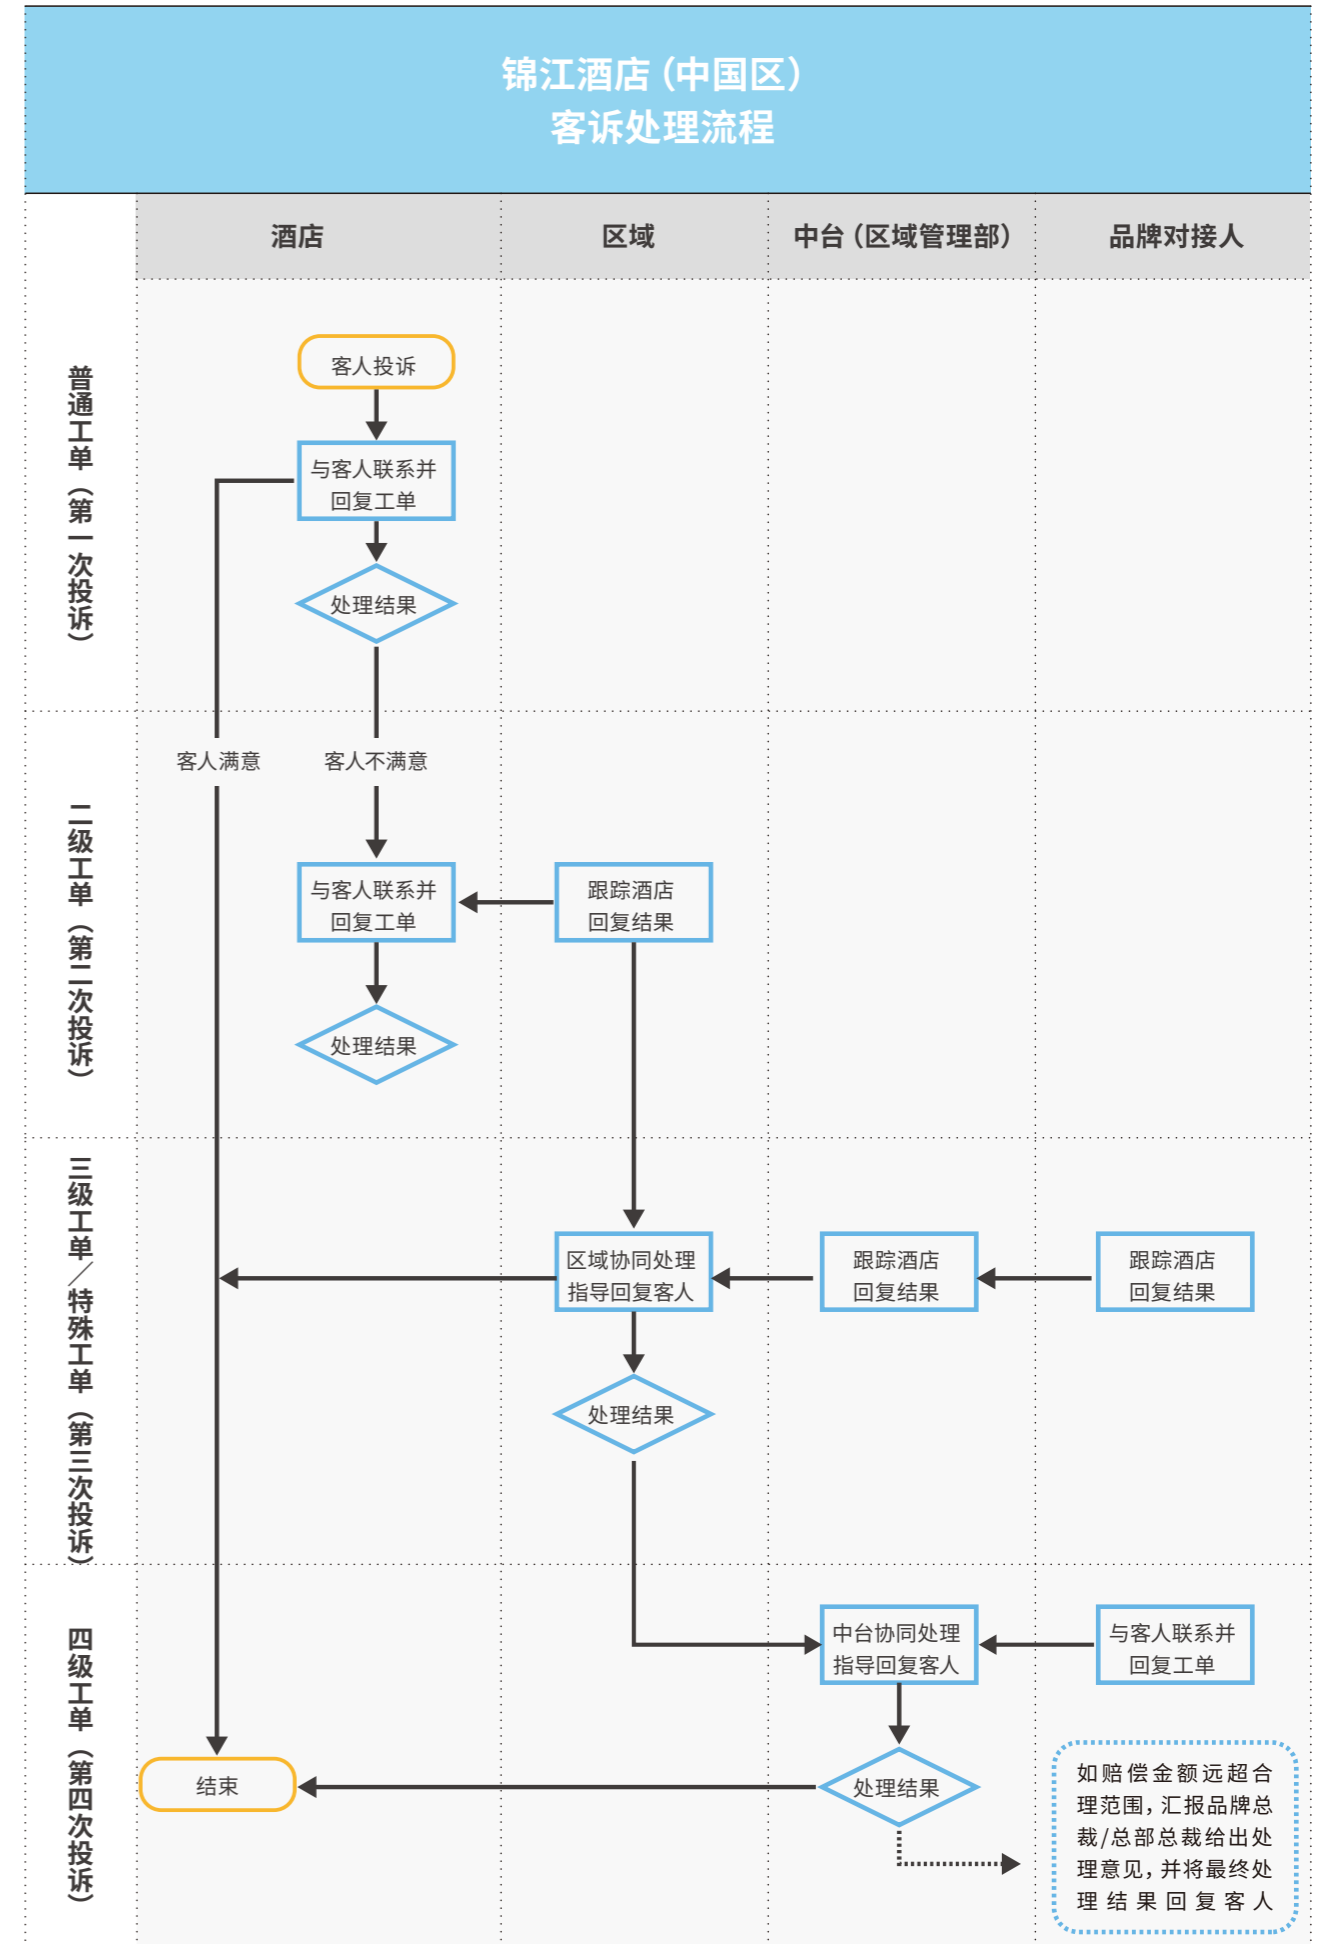 锦江酒店（中国区）
客诉处理流程
酒店
区域
中台（区域管理部）
品牌对接人
普通工单（第一次投诉）
客人投诉
与客人联系并
回复工单
处理结果
客人满意
客人不满意
二级工单（第二次投诉）
与客人联系并
回复工单
跟踪酒店
回复结果
处理结果
三级工单／特殊工单（第三次投诉）
区域协同处理
指导回复客人
跟踪酒店
回复结果
跟踪酒店
回复结果
处理结果
四级工单（第四次投诉）
中台协同处理
指导回复客人
与客人联系并
回复工单
结束
处理结果
如赔偿金额远超合
理范围，汇报品牌总
裁/总部总裁给出处
理意见，并将最终处
理结果回复客人